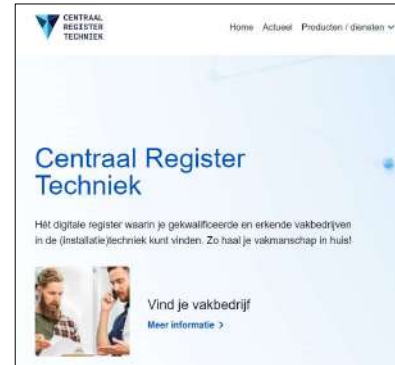 CENTRAAL
REGISTER
TECHNIEK
Home Actueel Producten / diensten
Centraal Register
Techniek
Hét digitale register waarin je gekwalificeerde en erkende vakbedrijven
in de (installatie)techniek kunt vinden. Zo haal je vakmanschap in huis!
Vind je vakbedrijf
Meer informatie >